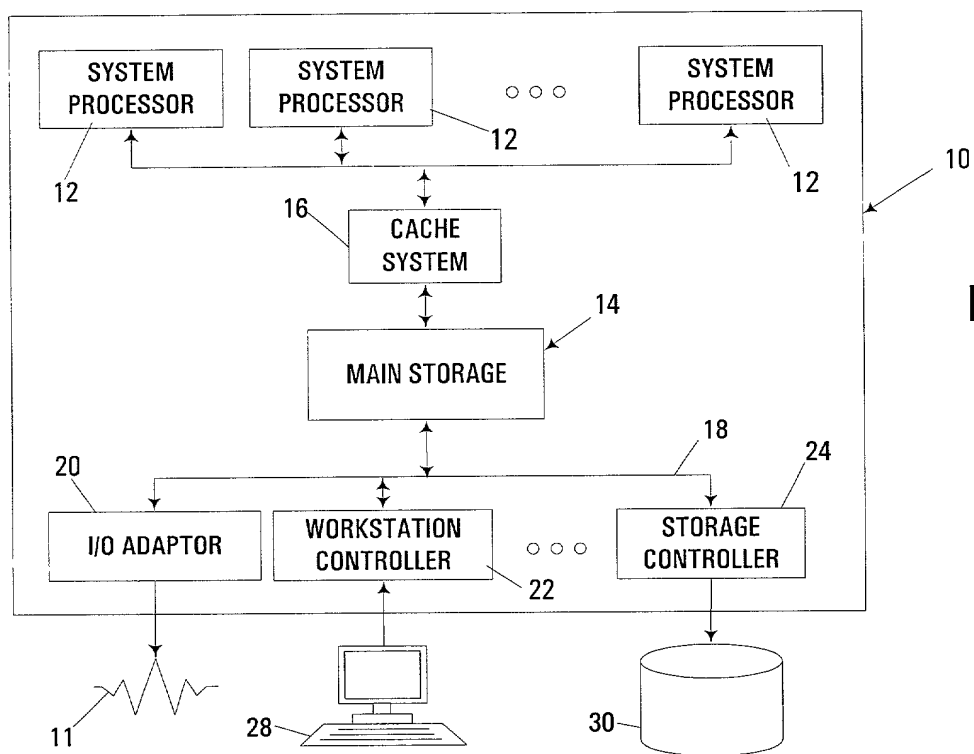 SYSTEM
PROCESSOR
SYSTEM
PROCESSOR
SYSTEM
PROCESSOR
12
12
12
10
16
CACHE
SYSTEM
14
MAIN STORAGE
18
20
24
I/O ADAPTOR
WORKSTATION
CONTROLLER
STORAGE
CONTROLLER
22
11
28
30